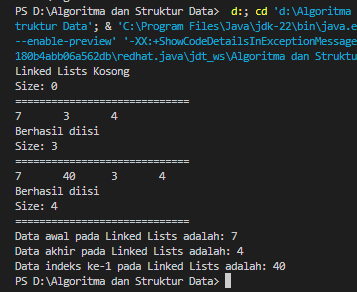 PS D:\Algoritma dan Struktur Data>  d:; cd 'd:\Algoritma
truktur Data'; & 'C:\Program Files\Java\jdk-22\bin\java.e
--enable-preview' '-XX:+ShowCodeDetailsInExceptionMessage
180b4abb06a562db\redhat.java\jdt_ws\Algoritma dan Struktur
Linked Lists Kosong
Size: 0
=============================
7       3       4
Berhasil diisi
Size: 3
=============================
7       40      3       4
Berhasil diisi
Size: 4
=============================
Data awal pada Linked Lists adalah: 7
Data akhir pada Linked Lists adalah: 4
Data indeks ke-1 pada Linked Lists adalah: 40
PS D:\Algoritma dan Struktur Data>